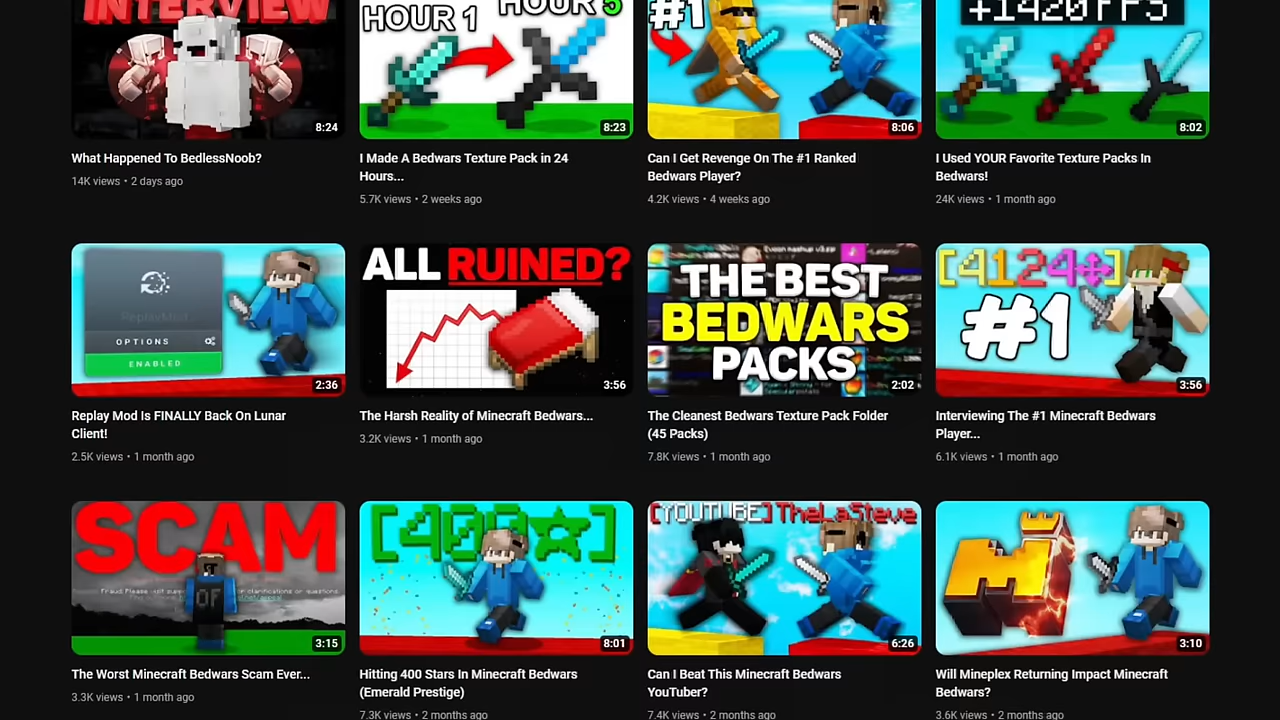 INTERVIEW
HOUR 1
HOUR 5
#1
+1420 FPS
8:24
8:23
8:06
8:02
What Happened To BedlessNoob?
14K views • 2 days ago
I Made A Bedwars Texture Pack in 24
Hours...
5.7K views • 2 weeks ago
Can I Get Revenge On The #1 Ranked
Bedwars Player?
4.2K views • 4 weeks ago
I Used YOUR Favorite Texture Packs In
Bedwars!
24K views • 1 month ago
ReplayMod
OPTIONS
ENABLED
2:36
ALL RUINED?
3:56
THE BEST
BEDWARS
PACKS
2:02
[4124✣]
#1
3:56
Replay Mod Is FINALLY Back On Lunar
Client!
2.5K views • 1 month ago
The Harsh Reality of Minecraft Bedwars...
3.2K views • 1 month ago
The Cleanest Bedwars Texture Pack Folder
(45 Packs)
7.8K views • 1 month ago
Interviewing The #1 Minecraft Bedwars
Player...
6.1K views • 1 month ago
SCAM
OF
3:15
[400★]
8:01
[YOUTUBE] TheLaSteve
6:26
M
3:10
The Worst Minecraft Bedwars Scam Ever...
3.3K views • 1 month ago
Hitting 400 Stars In Minecraft Bedwars
(Emerald Prestige)
7.3K views • 2 months ago
Can I Beat This Minecraft Bedwars
YouTuber?
7.4K views • 2 months ago
Will Mineplex Returning Impact Minecraft
Bedwars?
3.6K views • 2 months ago